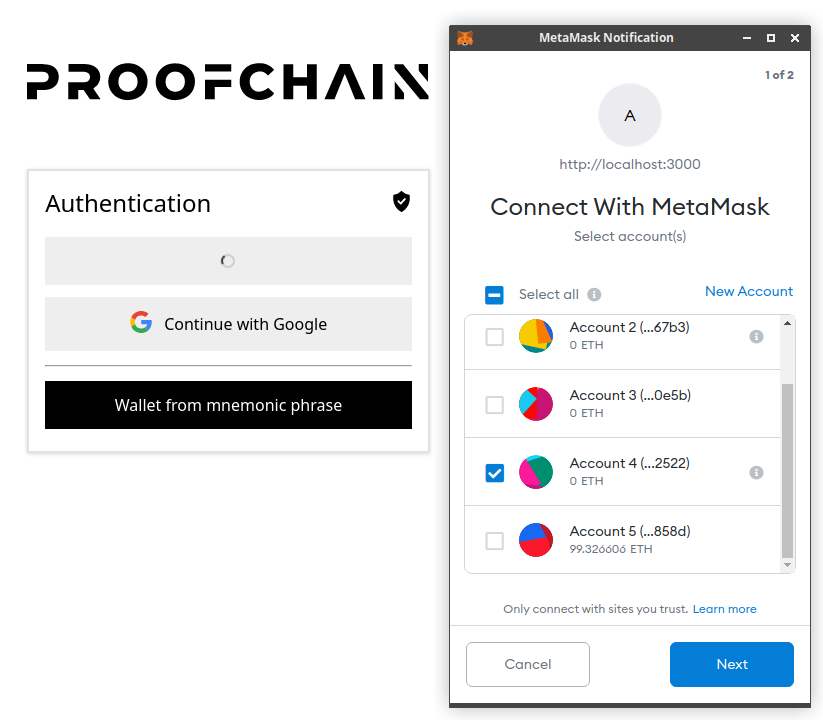 PROOFCHAIN
Authentication
Continue with Google
Wallet from mnemonic phrase
MetaMask Notification
1 of 2
A
http://localhost:3000
Connect With MetaMask
Select account(s)
Select all
New Account
Account 2 (...67b3)
0 ETH
Account 3 (...0e5b)
0 ETH
Account 4 (...2522)
0 ETH
Account 5 (...858d)
99.326606 ETH
Only connect with sites you trust. Learn more
Cancel
Next